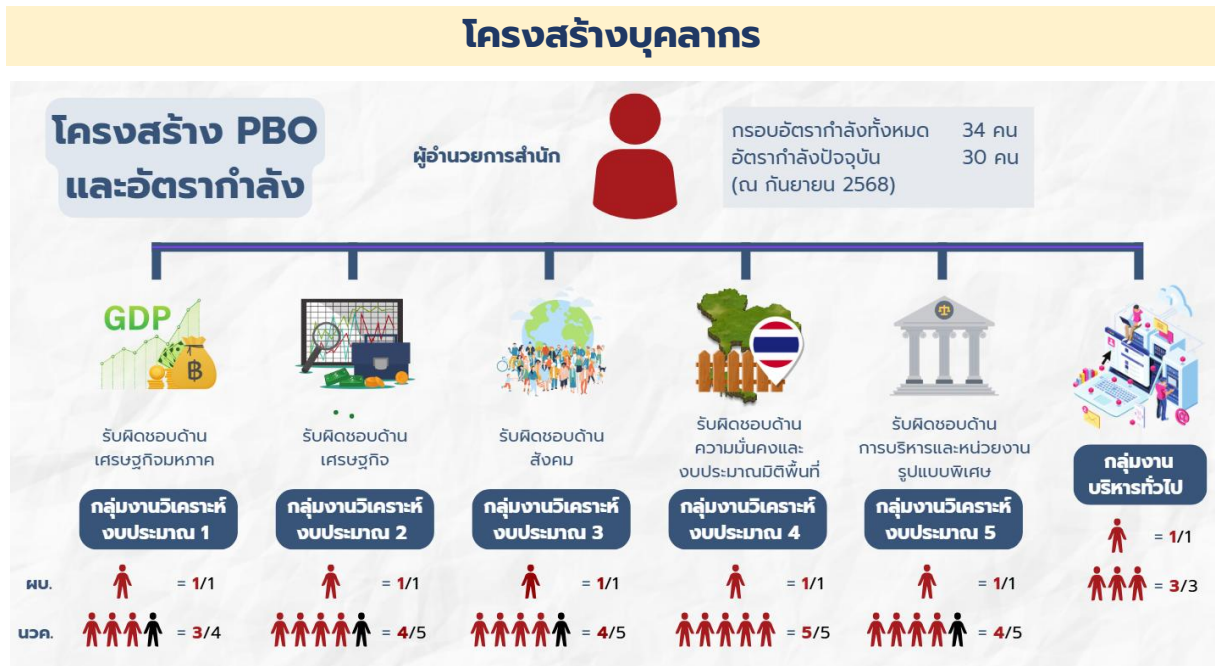 โครงสร้างบุคลากร
โครงสร้าง PBO
และอัตรากำลัง
ผู้อำนวยการสำนัก
กรอบอัตรากำลังทั้งหมด 34 คน
อัตรากำลังปัจจุบัน 30 คน
(ณ กันยายน 2568)
GDP
฿
รับผิดชอบด้าน
เศรษฐกิจมหภาค
กลุ่มงานวิเคราะห์
งบประมาณ 1
รับผิดชอบด้าน
เศรษฐกิจ
กลุ่มงานวิเคราะห์
งบประมาณ 2
รับผิดชอบด้าน
สังคม
กลุ่มงานวิเคราะห์
งบประมาณ 3
รับผิดชอบด้าน
ความมั่นคงและ
งบประมาณมิติพื้นที่
กลุ่มงานวิเคราะห์
งบประมาณ 4
รับผิดชอบด้าน
การบริหารและหน่วยงาน
รูปแบบพิเศษ
กลุ่มงานวิเคราะห์
งบประมาณ 5
กลุ่มงาน
บริหารทั่วไป
= 1/1
= 3/3
ผบ. = 1/1 = 1/1 = 1/1 = 1/1 = 1/1
นวค. = 3/4 = 4/5 = 4/5 = 5/5 = 4/5